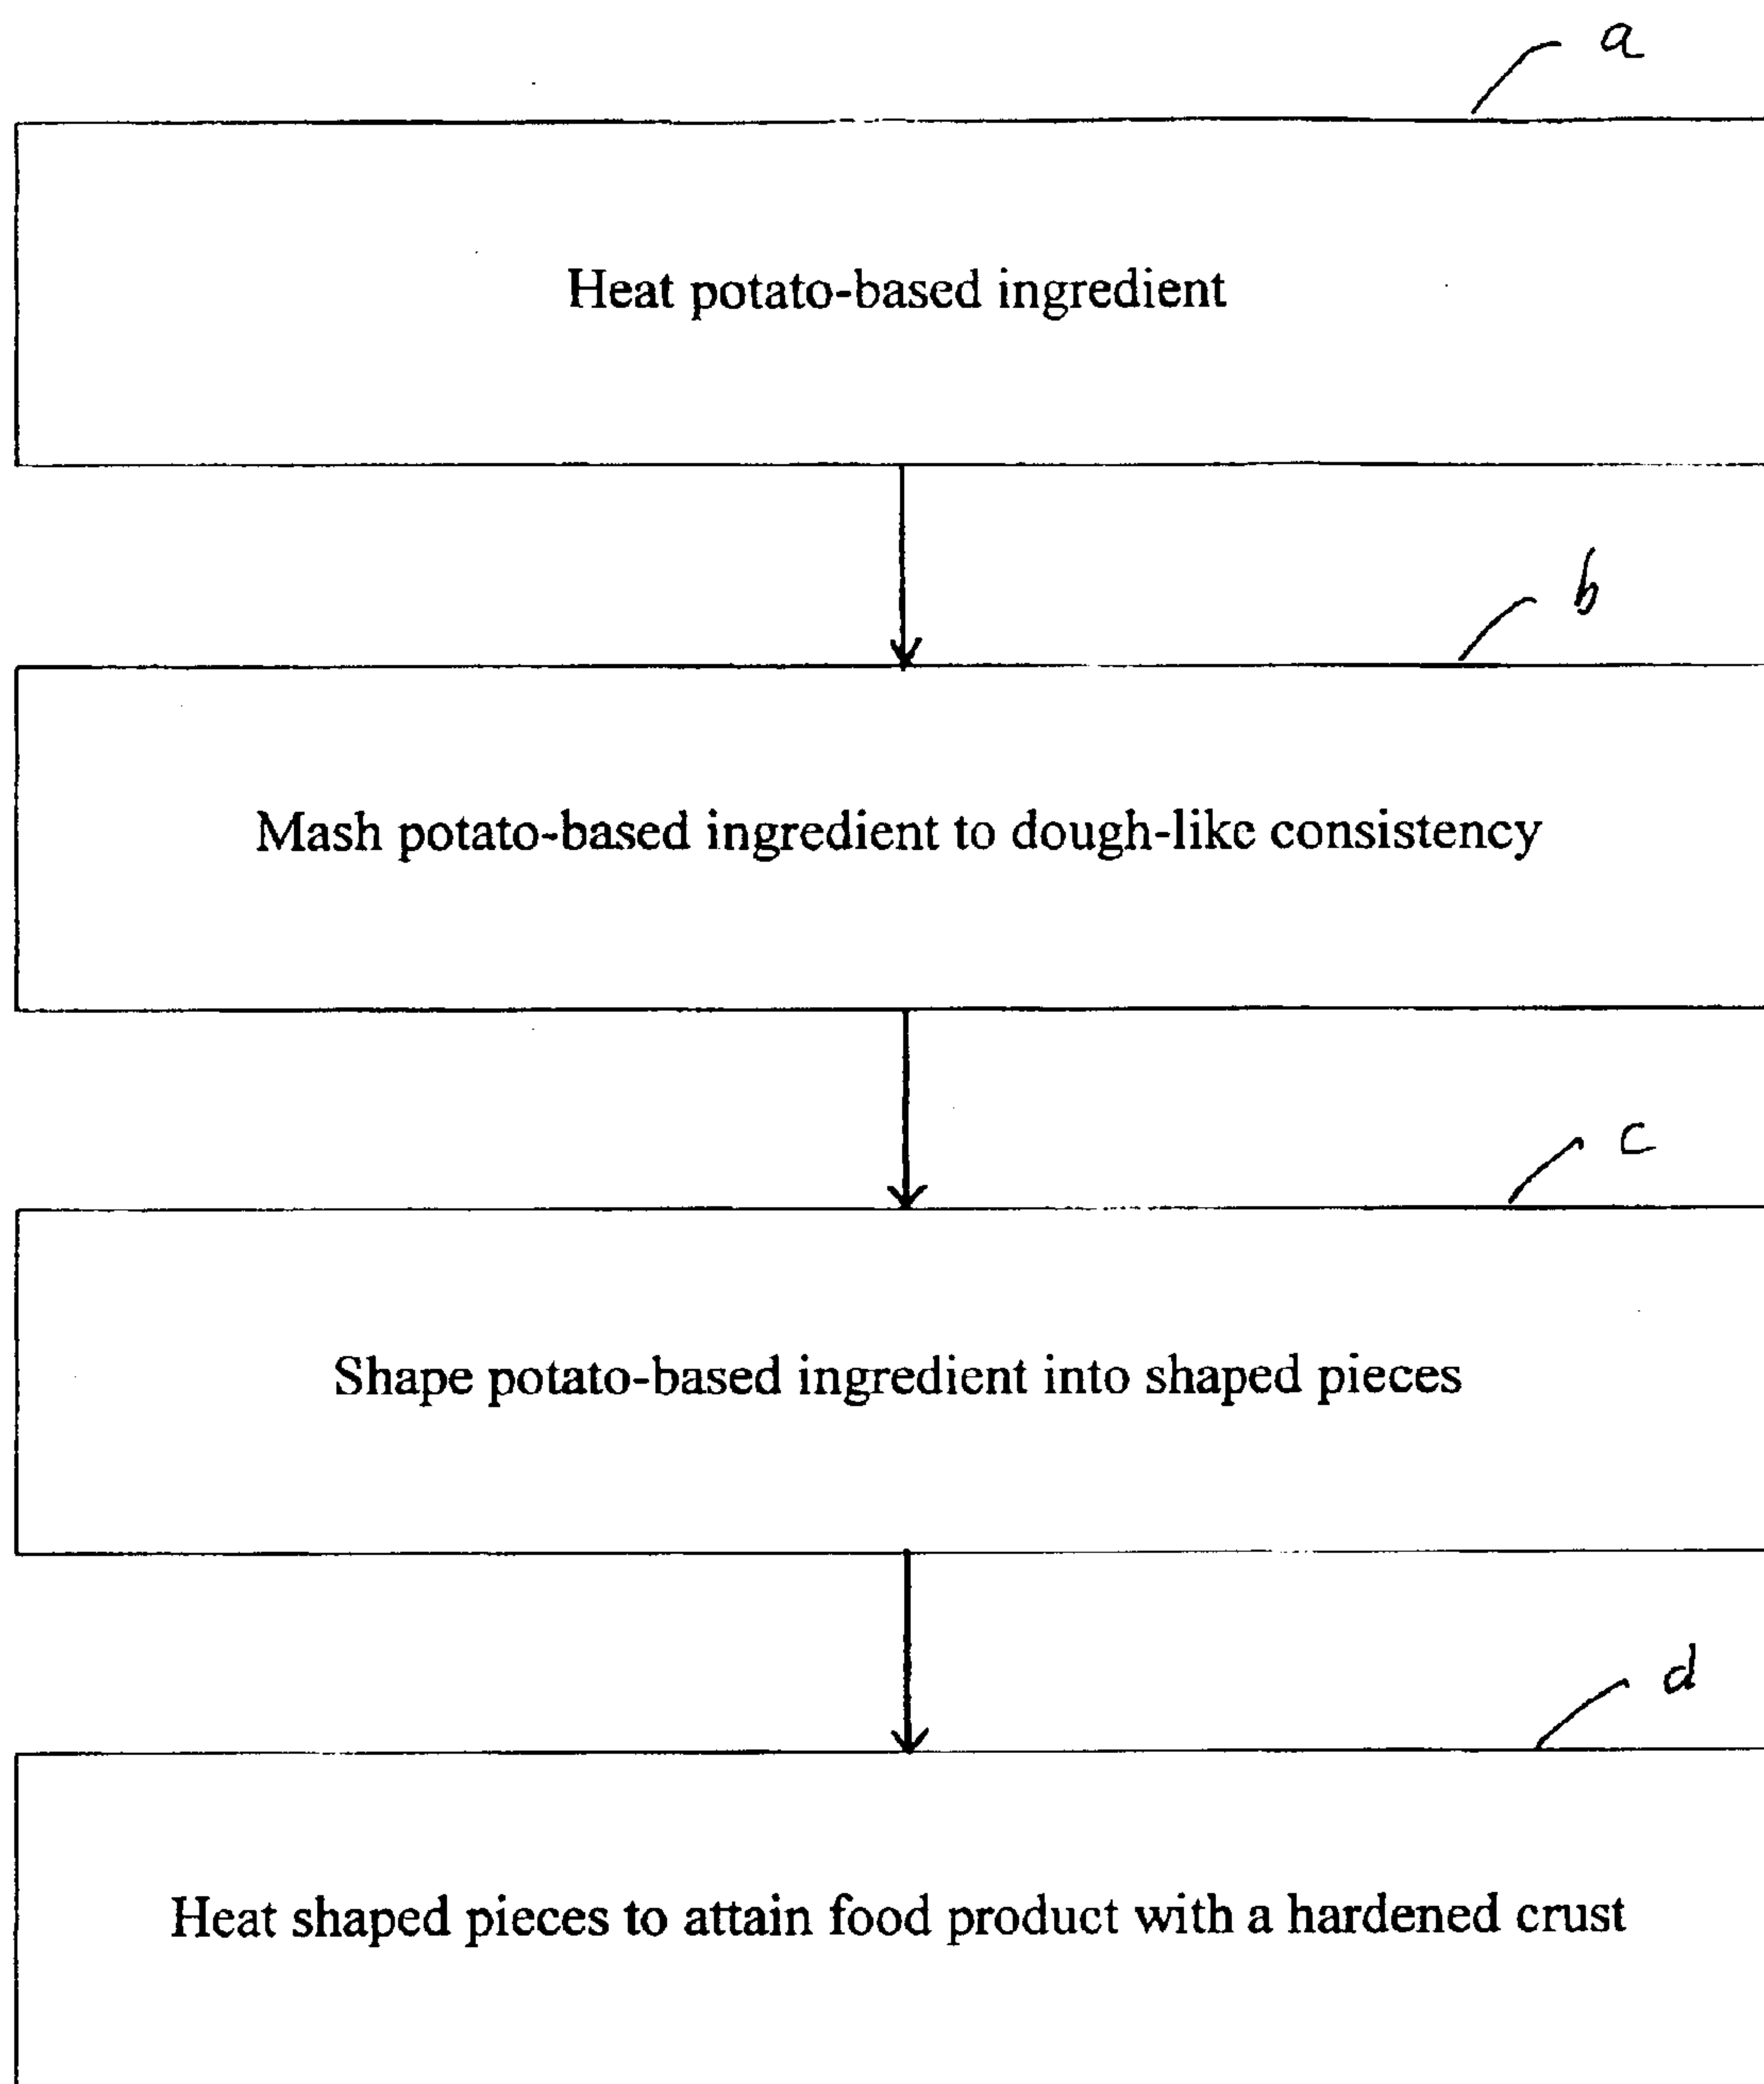 a
Heat potato-based ingredient
b
Mash potato-based ingredient to dough-like consistency
c
Shape potato-based ingredient into shaped pieces
d
Heat shaped pieces to attain food product with a hardened crust